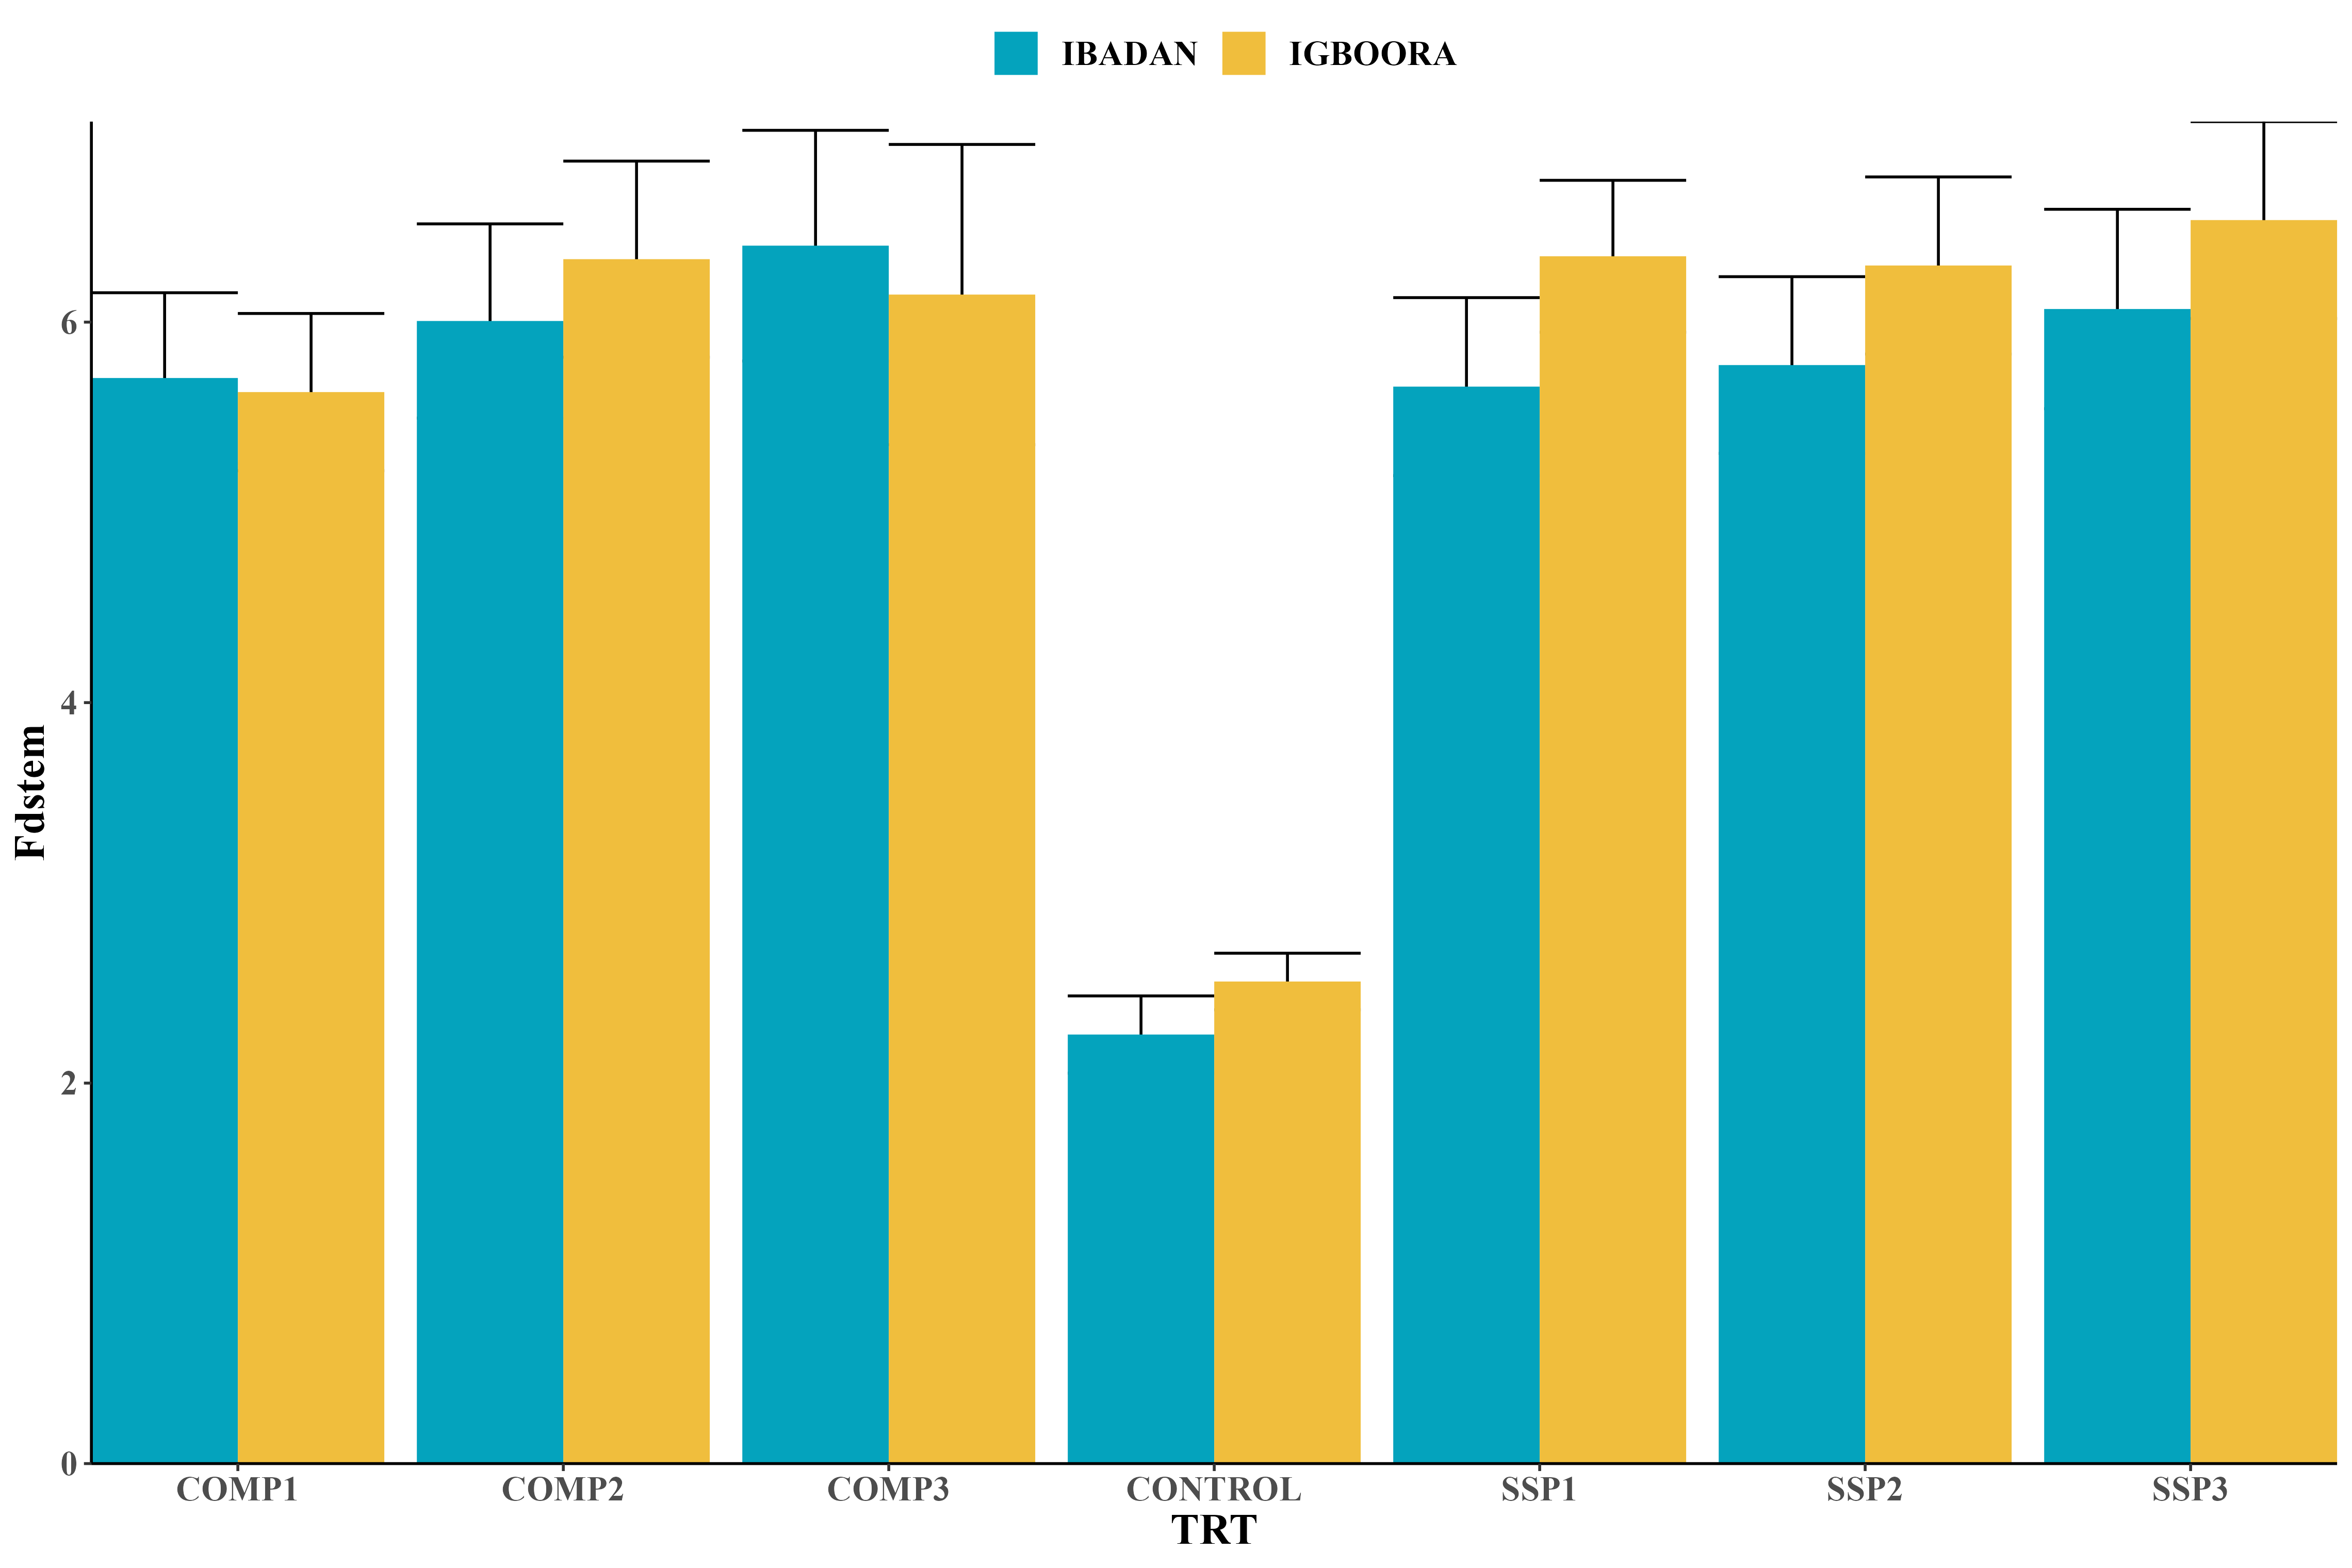 IBADAN IGBOORA
Fdstem
6
4
2
0
COMP1 COMP2 COMP3 CONTROL SSP1 SSP2 SSP3
TRT